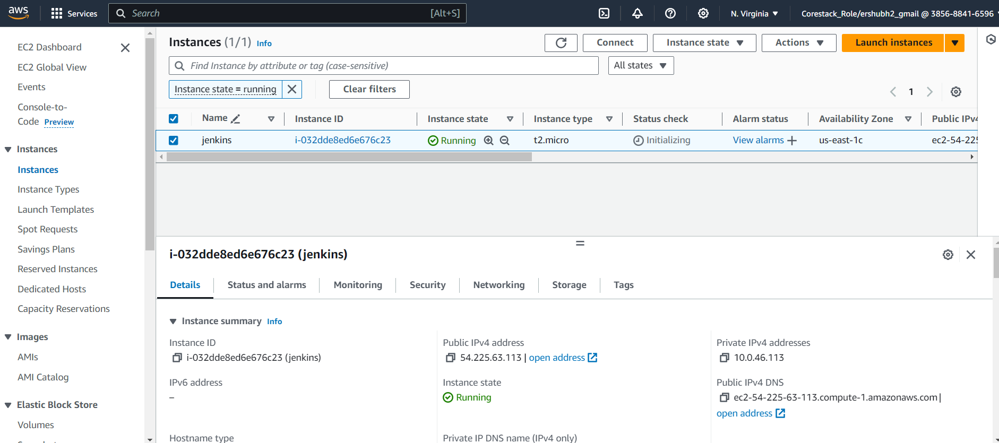 aws Services Search [Alt+S] N. Virginia Corestack_Role/ershubh2_gmail @ 3856-8841-6596
EC2 Dashboard
EC2 Global View
Events
Console-to-
Code Preview
Instances
Instances
Instance Types
Launch Templates
Spot Requests
Savings Plans
Reserved Instances
Dedicated Hosts
Capacity Reservations
Images
AMIs
AMI Catalog
Elastic Block Store
Volumes
Instances (1/1) Info Connect Instance state Actions Launch instances
Find Instance by attribute or tag (case-sensitive) All states
Instance state = running Clear filters 1
Name Instance ID Instance state Instance type Status check Alarm status Availability Zone Public IPv4
jenkins i-032dde8ed6e676c23 Running t2.micro Initializing View alarms us-east-1c ec2-54-225
i-032dde8ed6e676c23 (jenkins)
Details Status and alarms Monitoring Security Networking Storage Tags
Instance summary Info
Instance ID
i-032dde8ed6e676c23 (jenkins)
Public IPv4 address
54.225.63.113 | open address
Private IPv4 addresses
10.0.46.113
IPv6 address
–
Instance state
Running
Public IPv4 DNS
ec2-54-225-63-113.compute-1.amazonaws.com |
open address
Hostname type
Private IP DNS name (IPv4 only)